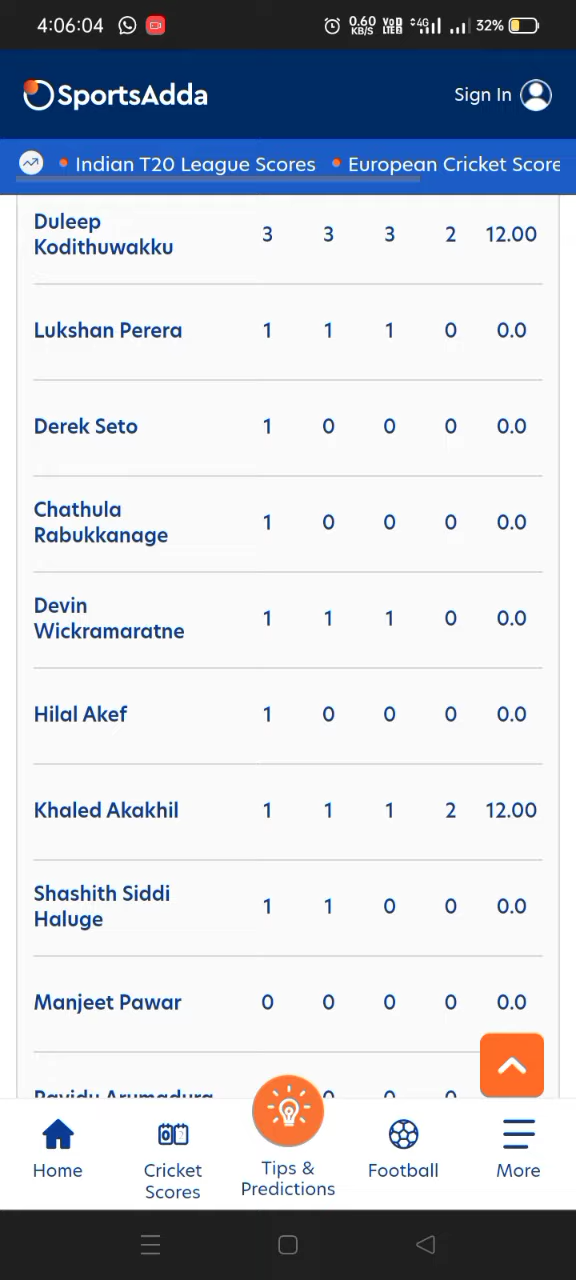 4:06:04 0.60 KB/S VoD LTE2 4G 32%
SportsAdda Sign In
Indian T20 League Scores European Cricket Score
Duleep
Kodithuwakku 3 3 3 2 12.00
Lukshan Perera 1 1 1 0 0.0
Derek Seto 1 0 0 0 0.0
Chathula
Rabukkanage 1 0 0 0 0.0
Devin
Wickramaratne 1 1 1 0 0.0
Hilal Akef 1 0 0 0 0.0
Khaled Akakhil 1 1 1 2 12.00
Shashith Siddi
Haluge 1 1 0 0 0.0
Manjeet Pawar 0 0 0 0 0.0
Home Cricket Scores Tips & Predictions Football More